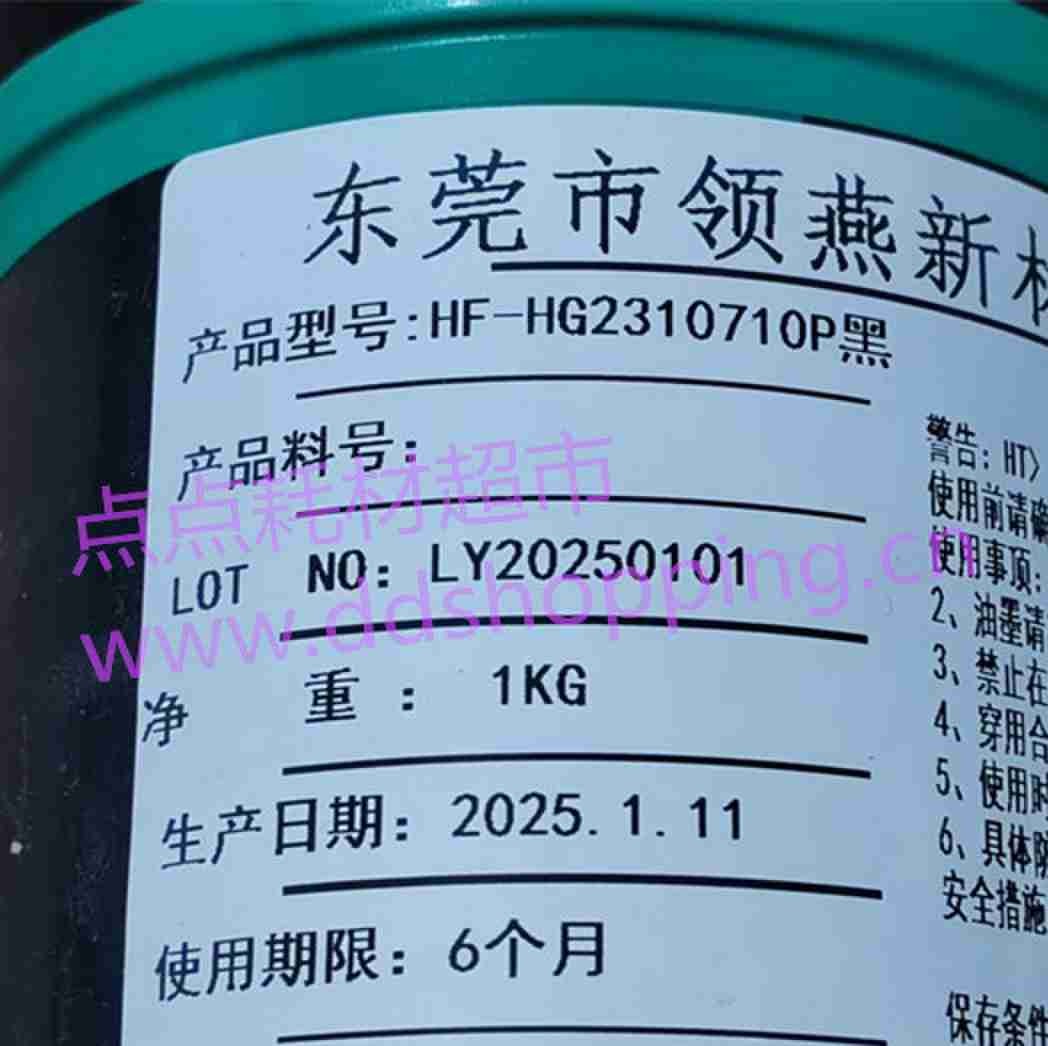 东莞市领燕新材
产品型号:HF-HG2310710P黑
产品料号:
LOT NO: LY20250101
净 重 : 1KG
生产日期: 2025.1.11
使用期限: 6个月
警告: HT
使用前请确
使用事项:
2、油墨请
3、禁止在
4、穿用合
5、使用时
6、具体防
安全措施
保存条件
点点耗材超市
www.ddshopping.cn